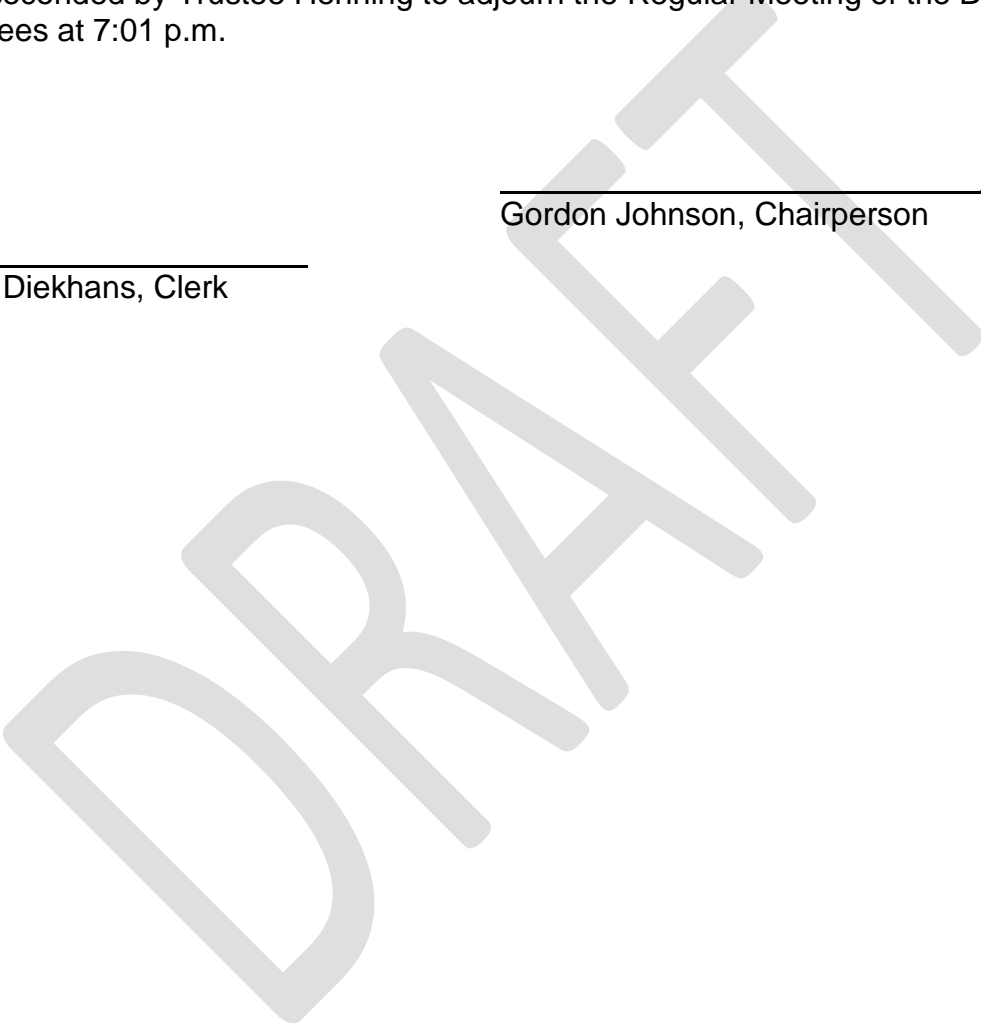 seconded by Trustee Henning to adjourn the Regular Meeting of the B
ees at 7:01 p.m.
Gordon Johnson, Chairperson
Diekhans, Clerk
DRAFT